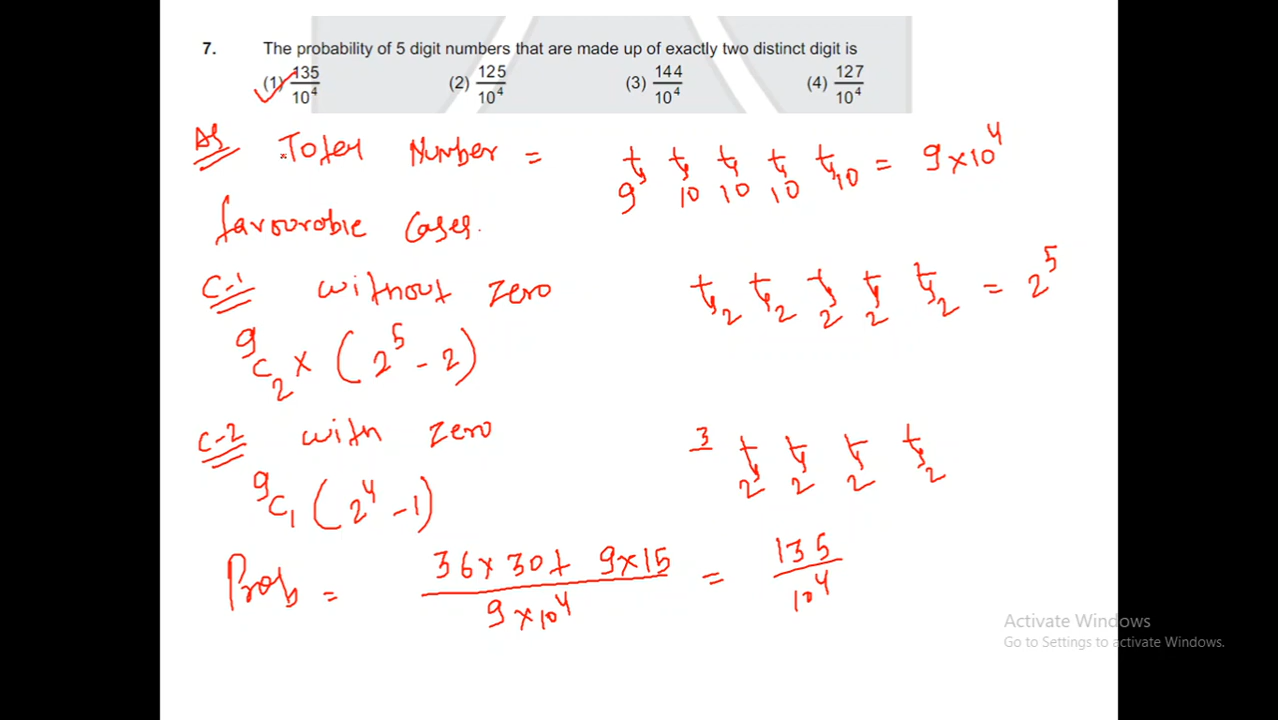 7. The probability of 5 digit numbers that are made up of exactly two distinct digit is
(1) 135/10⁴ (2) 125/10⁴ (3) 144/10⁴ (4) 127/10⁴
Total Number = 9 10 10 10 10 = 9×10⁴
favourable Cases.
C-1 without zero 2 2 2 2 2 = 2⁵
⁹C₂ × (2⁵ - 2)
C-2 with zero 3 2 2 2 2
⁹C₁ (2⁴ - 1)
Prob = (36×30 + 9×15)/(9×10⁴) = 135/10⁴
Activate Windows
Go to Settings to activate Windows.